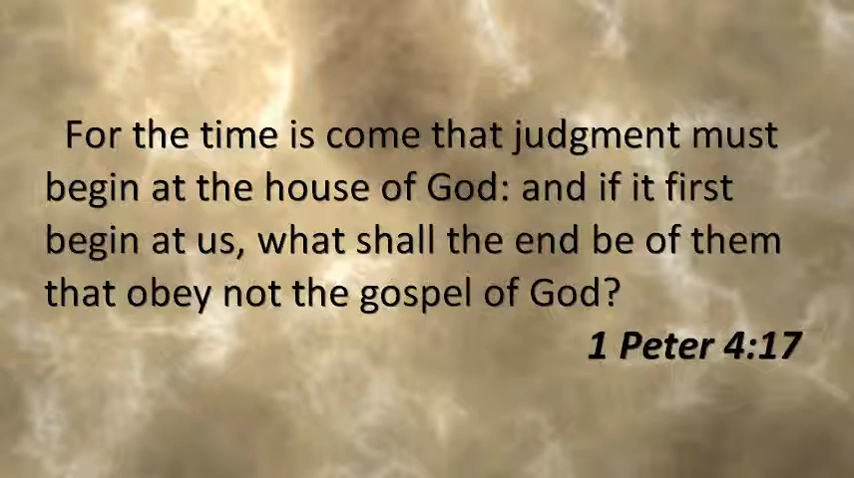 For the time is come that judgment must
begin at the house of God: and if it first
begin at us, what shall the end be of them
that obey not the gospel of God?
1 Peter 4:17